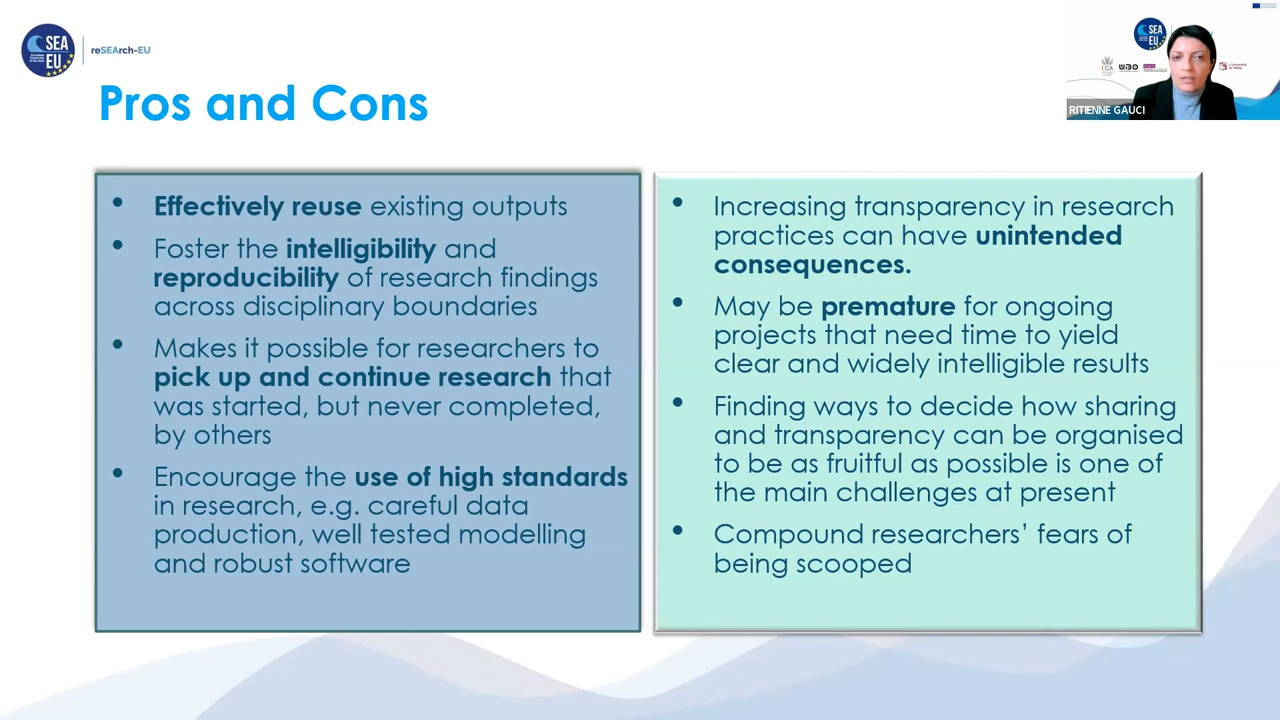 SEA
EU
reSEArch-EU
SEA
EU
UBO
RITIENNE GAUCI
Pros and Cons
• Effectively reuse existing outputs
• Foster the intelligibility and
reproducibility of research findings
across disciplinary boundaries
• Makes it possible for researchers to
pick up and continue research that
was started, but never completed,
by others
• Encourage the use of high standards
in research, e.g. careful data
production, well tested modelling
and robust software
• Increasing transparency in research
practices can have unintended
consequences.
• May be premature for ongoing
projects that need time to yield
clear and widely intelligible results
• Finding ways to decide how sharing
and transparency can be organised
to be as fruitful as possible is one of
the main challenges at present
• Compound researchers’ fears of
being scooped